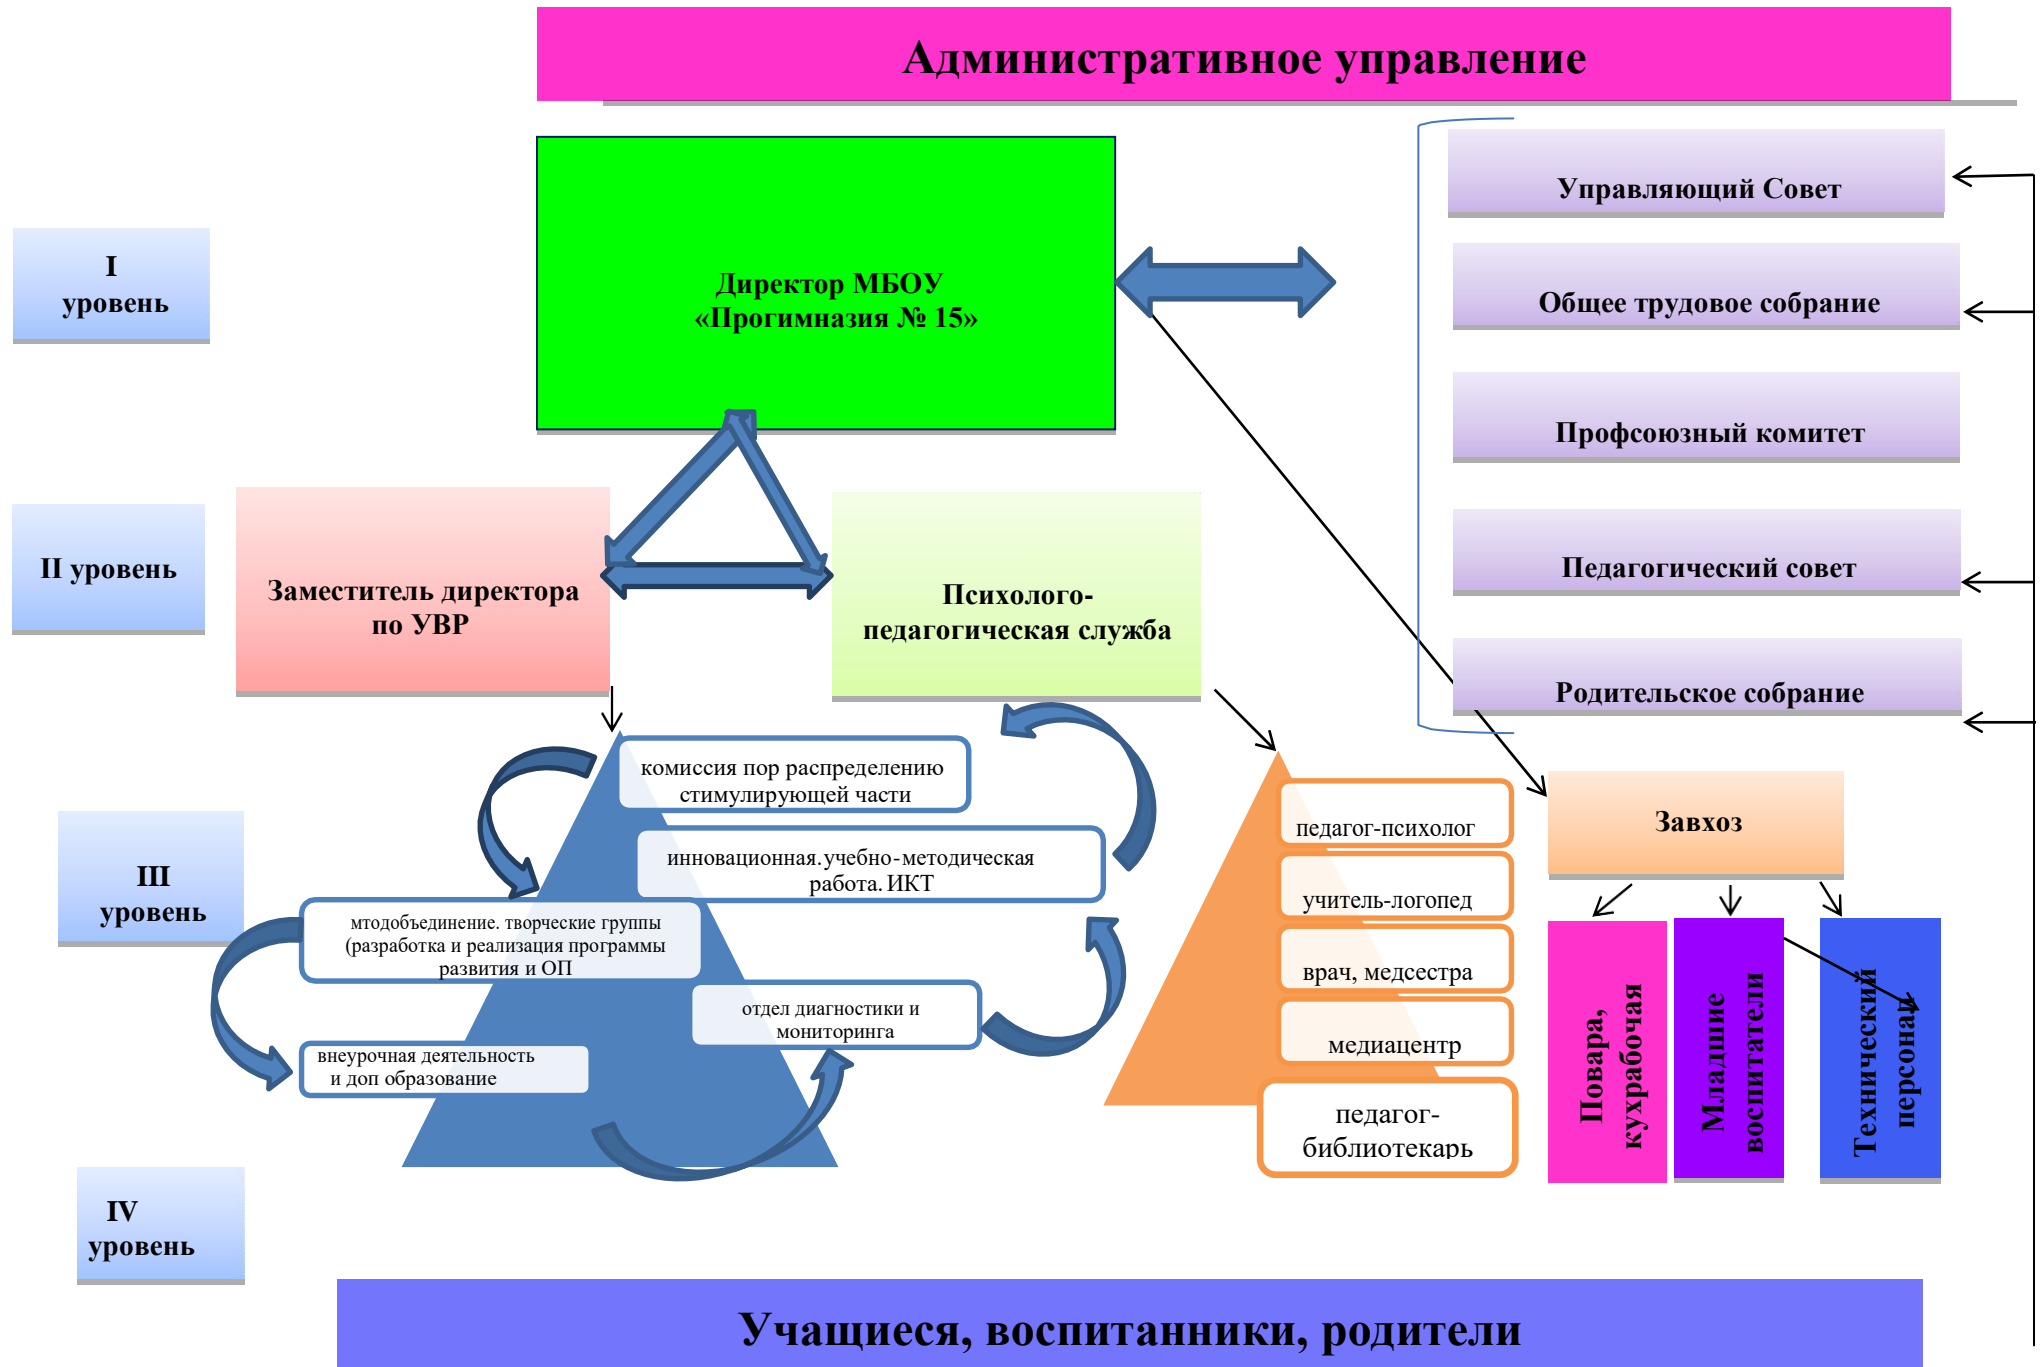 Административное управление
I
уровень
Директор МБОУ
«Прогимназия № 15»
Управляющий Совет
Общее трудовое собрание
Профсоюзный комитет
Педагогический совет
Родительское собрание
II уровень
Заместитель директора
по УВР
Психолого-
педагогическая служба
III
уровень
комиссия пор распределению
стимулирующей части
инновационная.учебно-методическая
работа. ИКТ
мтодобъединение. творческие группы
(разработка и реализация программы
развития и ОП
отдел диагностики и
мониторинга
внеурочная деятельность
и доп образование
педагог-психолог
учитель-логопед
врач, медсестра
медиацентр
педагог-
библиотекарь
Завхоз
Повара,
кухрабочая
Младшие
воспитатели
Технический
персонал
IV
уровень
Учащиеся, воспитанники, родители